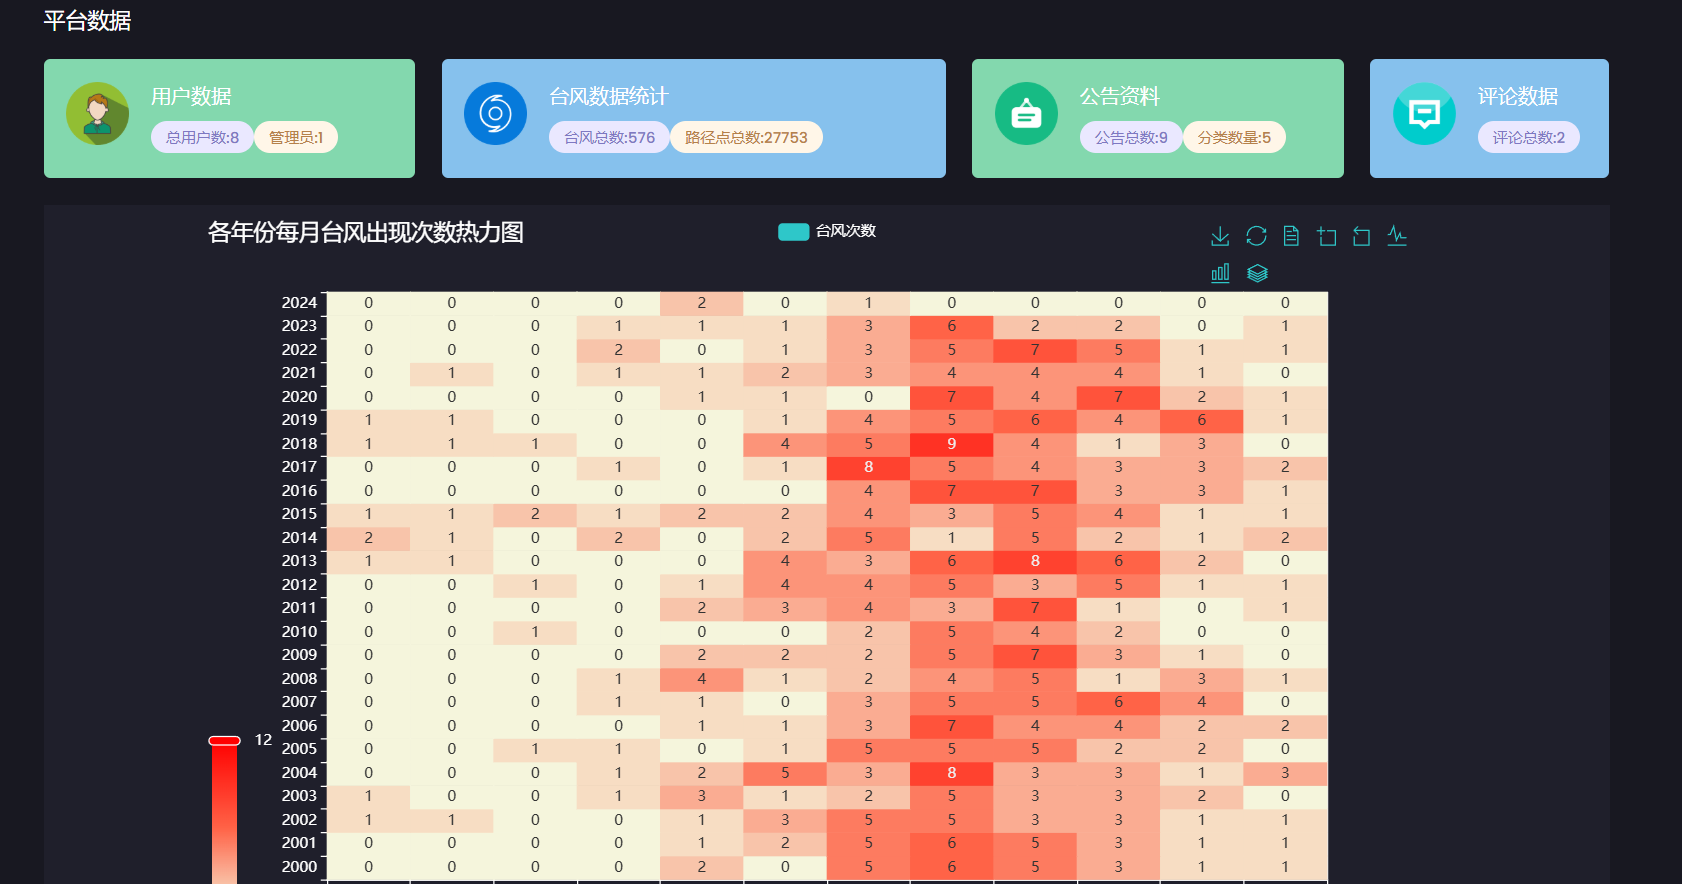 平台数据
用户数据
总用户数:8 管理员:1
台风数据统计
台风总数:576 路径点总数:27753
公告资料
公告总数:9 分类数量:5
评论数据
评论总数:2
各年份每月台风出现次数热力图
台风次数
2024 0 0 0 0 2 0 1 0 0 0 0 0
2023 0 0 0 1 1 1 3 6 2 2 0 1
2022 0 0 0 2 0 1 3 5 7 5 1 1
2021 0 1 0 1 1 2 3 4 4 4 1 0
2020 0 0 0 0 1 1 0 7 4 7 2 1
2019 1 1 0 0 0 1 4 5 6 4 6 1
2018 1 1 1 0 0 4 5 9 4 1 3 0
2017 0 0 0 1 0 1 8 5 4 3 3 2
2016 0 0 0 0 0 0 4 7 7 3 3 1
2015 1 1 2 1 2 2 4 3 5 4 1 1
2014 2 1 0 2 0 2 5 1 5 2 1 2
2013 1 1 0 0 0 4 3 6 8 6 2 0
2012 0 0 1 0 1 4 4 5 3 5 1 1
2011 0 0 0 0 2 3 4 3 7 1 0 1
2010 0 0 1 0 0 0 2 5 4 2 0 0
2009 0 0 0 0 2 2 2 5 7 3 1 0
2008 0 0 0 1 4 1 2 4 5 1 3 1
2007 0 0 0 1 1 0 3 5 5 6 4 0
2006 0 0 0 0 1 1 3 7 4 4 2 2
12
2005 0 0 1 1 0 1 5 5 5 2 2 0
2004 0 0 0 1 2 5 3 8 3 3 1 3
2003 1 0 0 1 3 1 2 5 3 3 2 0
2002 1 1 0 0 1 3 5 5 3 3 1 1
2001 0 0 0 0 1 2 5 6 5 3 1 1
2000 0 0 0 0 2 0 5 6 5 3 1 1